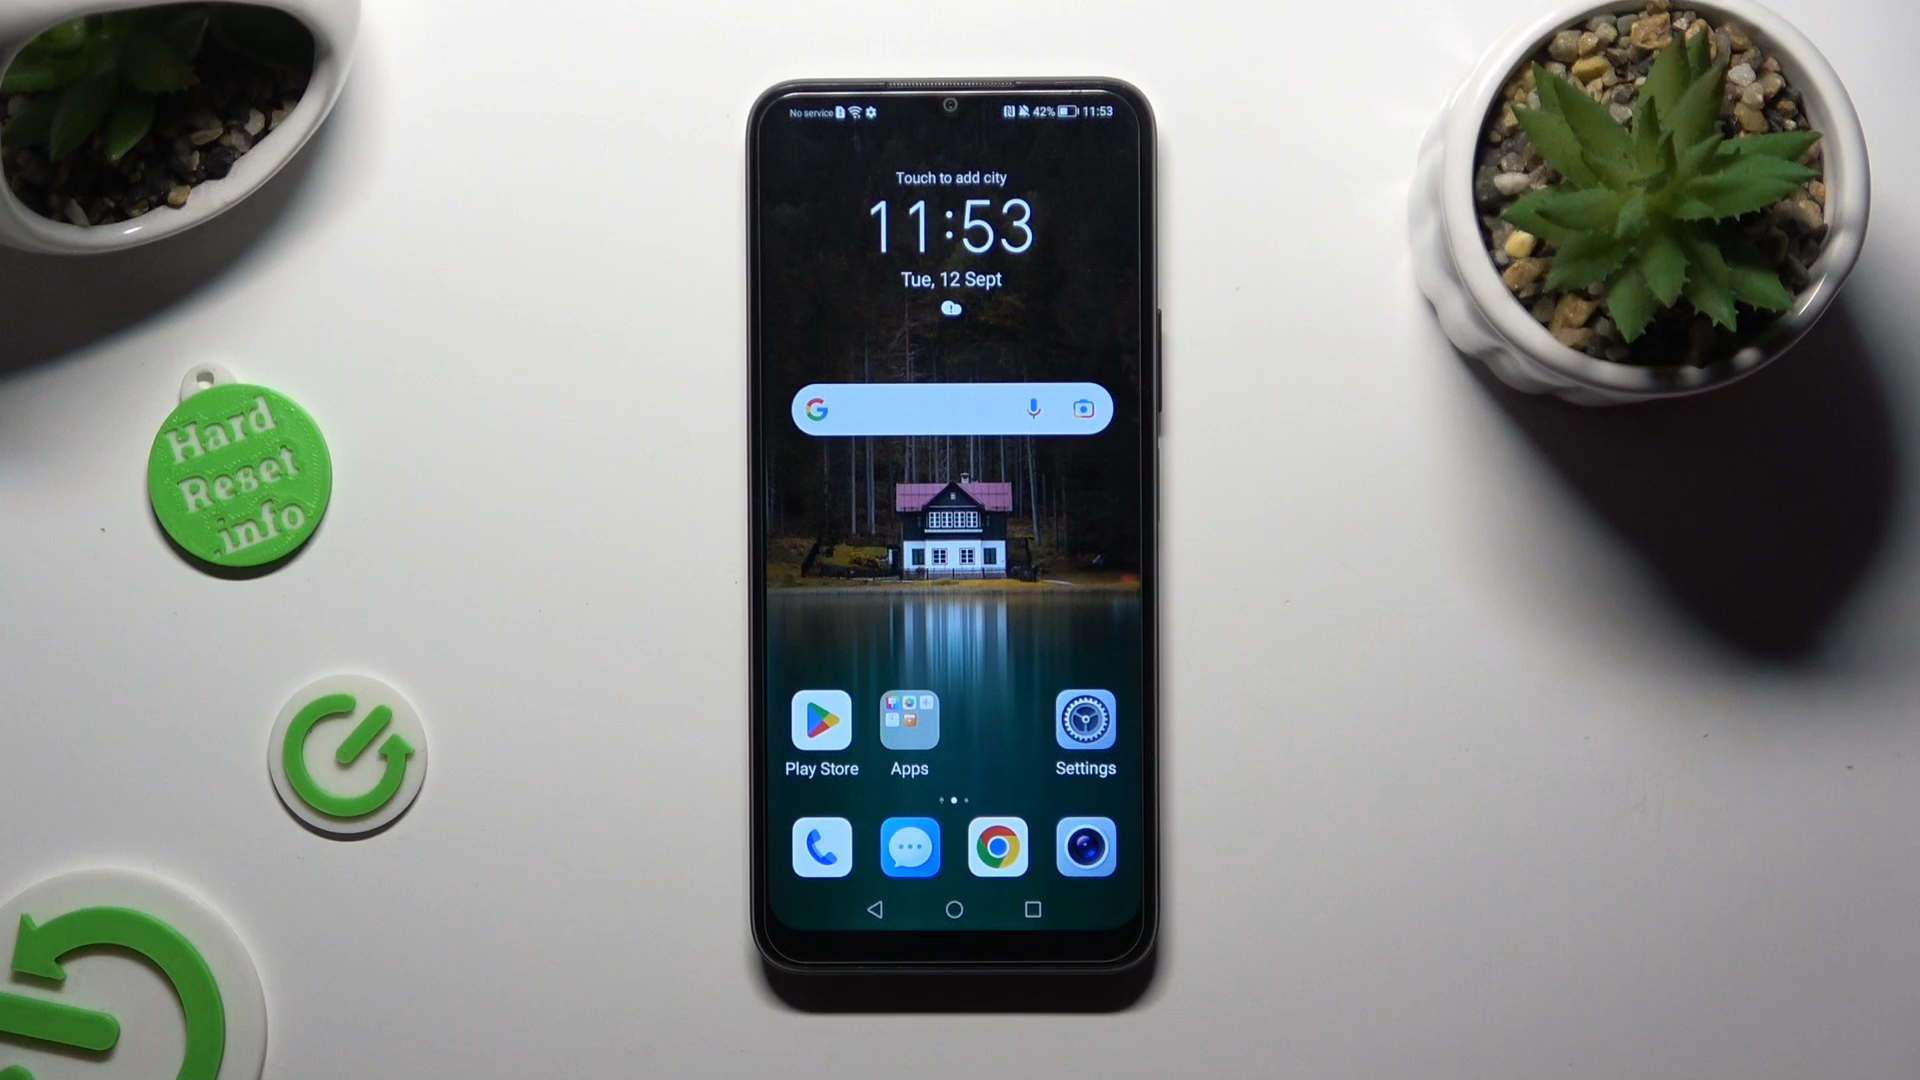 No service 42% 11:53
Touch to add city
11:53
Tue, 12 Sept
Play Store Apps Settings
Hard
Reset
.info